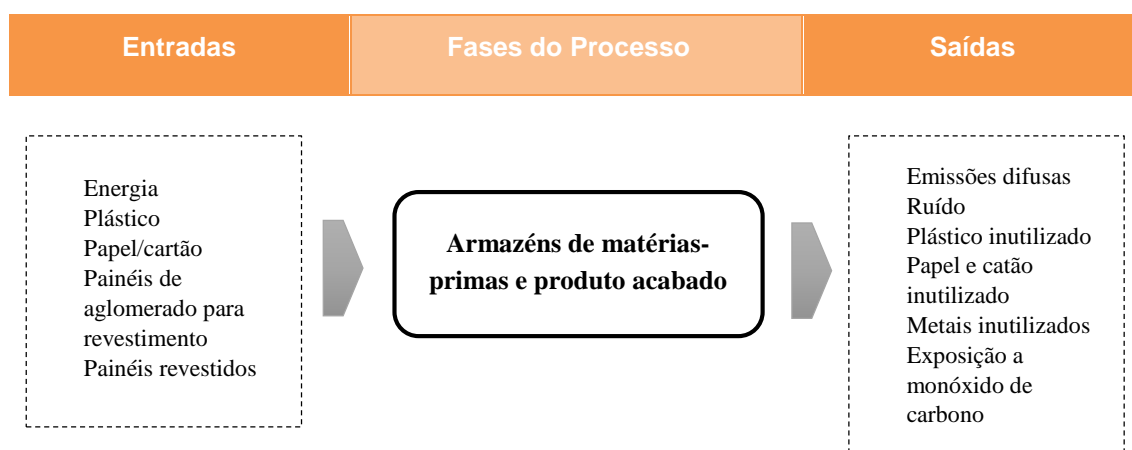 Entradas
Fases do Processo
Saídas
Energia
Plástico
Papel/cartão
Painéis de
aglomerado para
revestimento
Painéis revestidos
Armazéns de matérias-
primas e produto acabado
Emissões difusas
Ruído
Plástico inutilizado
Papel e catão
inutilizado
Metais inutilizados
Exposição a
monóxido de
carbono